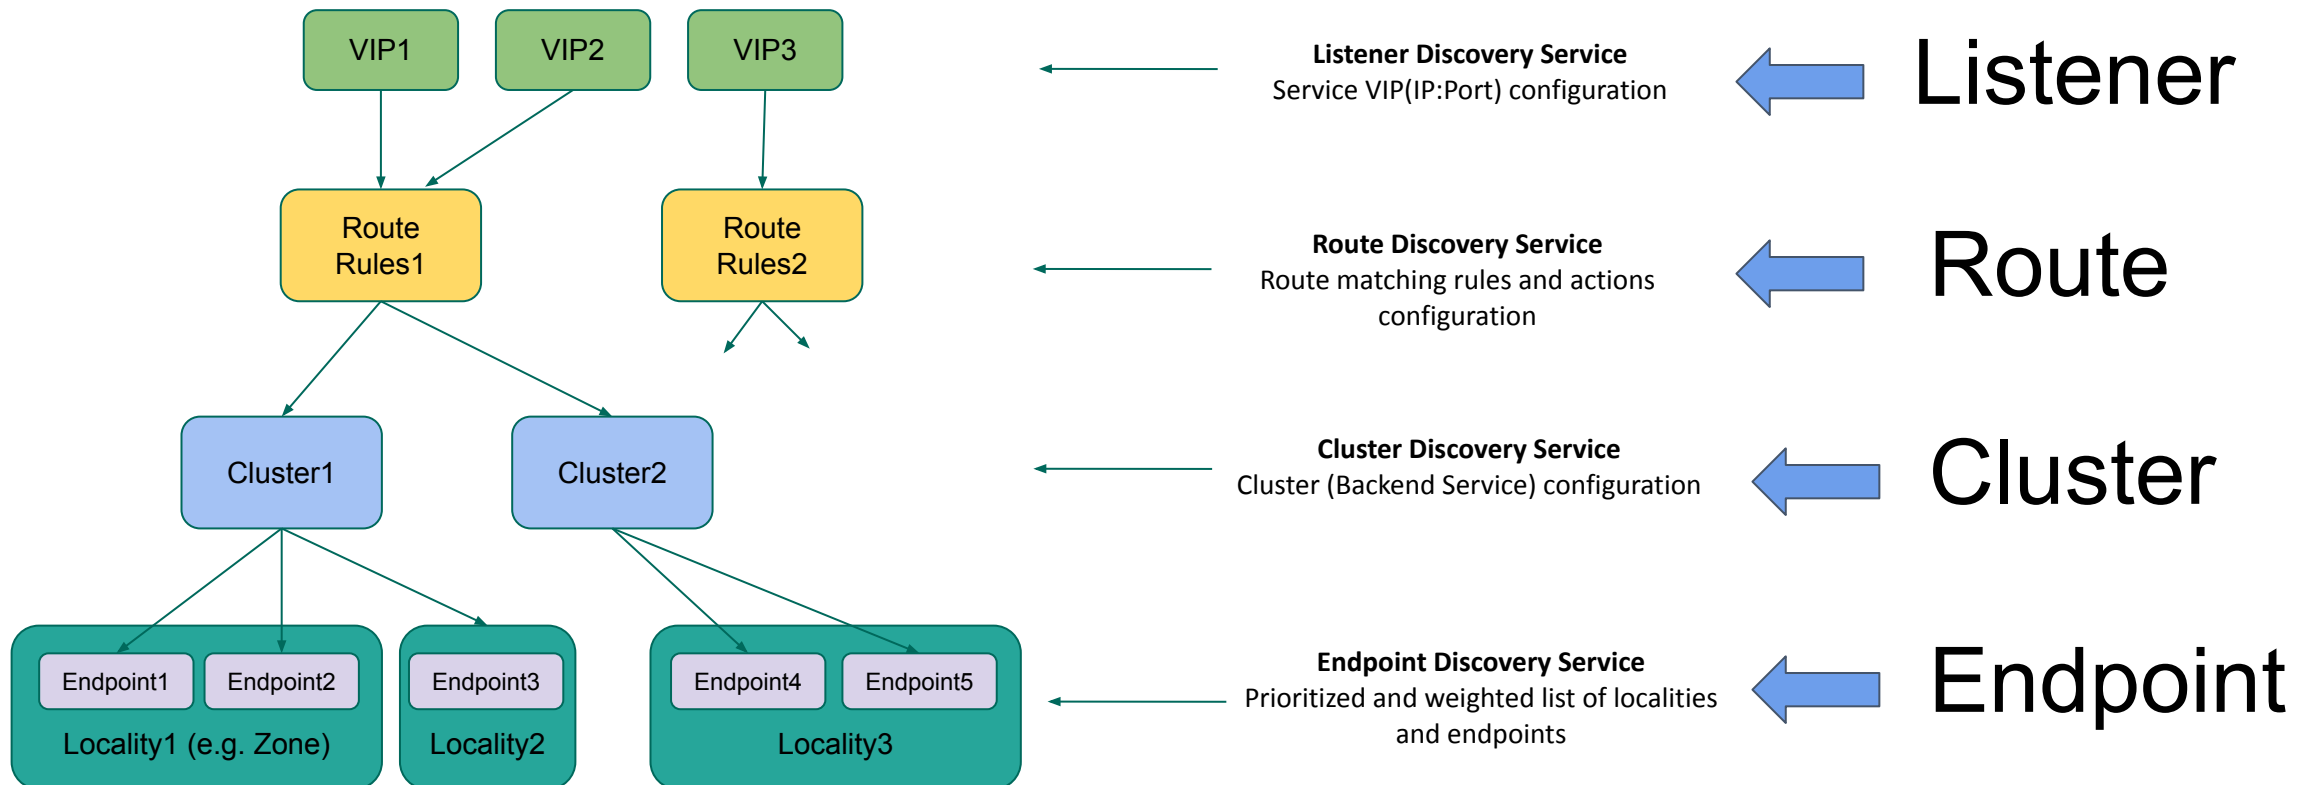 VIP1
VIP2
VIP3
Listener Discovery Service
Service VIP(IP:Port) configuration
Listener
Route
Rules1
Route
Rules2
Route Discovery Service
Route matching rules and actions
configuration
Route
Cluster1
Cluster2
Cluster Discovery Service
Cluster (Backend Service) configuration
Cluster
Endpoint1
Endpoint2
Locality1 (e.g. Zone)
Endpoint3
Locality2
Endpoint4
Endpoint5
Locality3
Endpoint Discovery Service
Prioritized and weighted list of localities
and endpoints
Endpoint